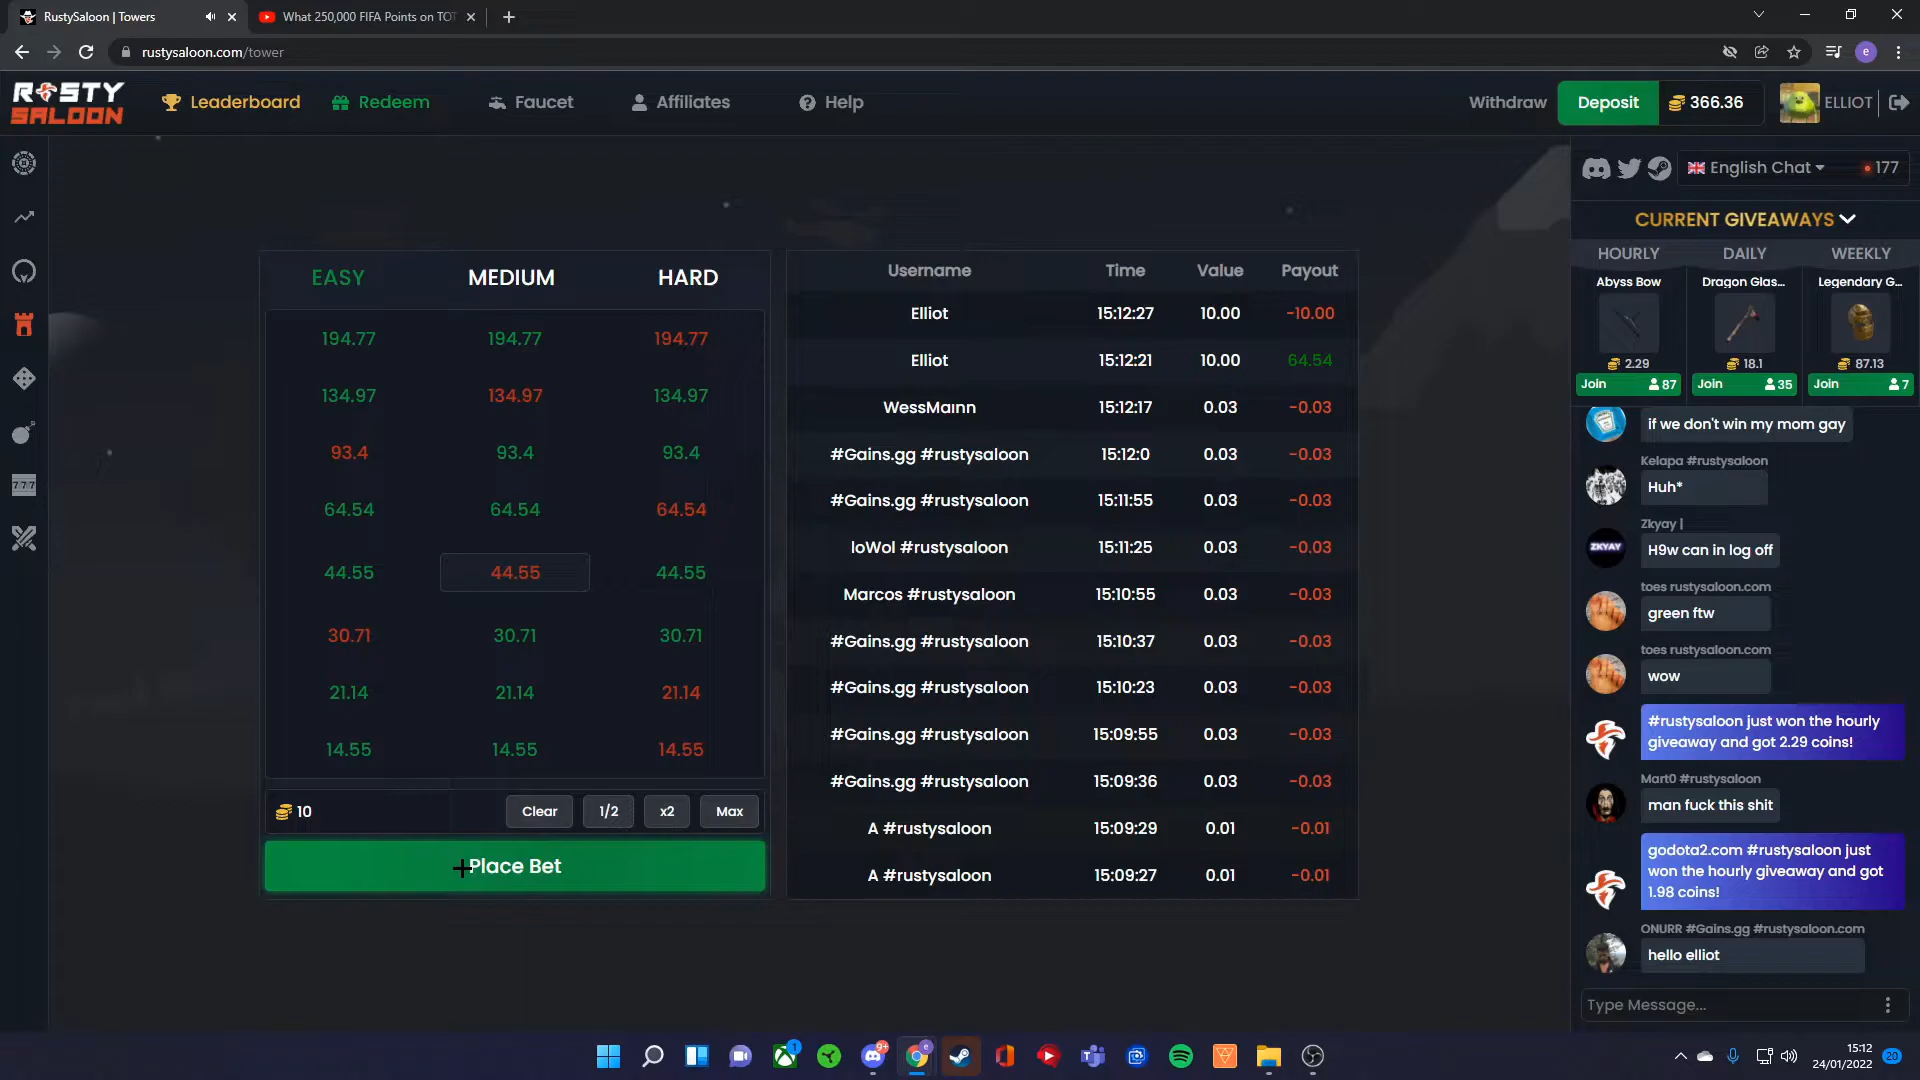 RustySaloon | Towers
What 250,000 FIFA Points on TOT
rustysaloon.com/tower
RUSTY
SALOON
Leaderboard
Redeem
Faucet
Affiliates
Help
Withdraw
Deposit
366.36
ELLIOT
English Chat
177
CURRENT GIVEAWAYS
HOURLY DAILY WEEKLY
Abyss Bow Dragon Glas... Legendary G...
2.29 18.1 87.13
Join 87 Join 35 Join 7
EASY MEDIUM HARD
194.77 194.77 194.77
134.97 134.97 134.97
93.4 93.4 93.4
64.54 64.54 64.54
44.55 44.55 44.55
30.71 30.71 30.71
21.14 21.14 21.14
14.55 14.55 14.55
10
Clear 1/2 x2 Max
Place Bet
Username Time Value Payout
Elliot 15:12:27 10.00 -10.00
Elliot 15:12:21 10.00 64.54
WessMaınn 15:12:17 0.03 -0.03
#Gains.gg #rustysaloon 15:12:0 0.03 -0.03
#Gains.gg #rustysaloon 15:11:55 0.03 -0.03
loWol #rustysaloon 15:11:25 0.03 -0.03
Marcos #rustysaloon 15:10:55 0.03 -0.03
#Gains.gg #rustysaloon 15:10:37 0.03 -0.03
#Gains.gg #rustysaloon 15:10:23 0.03 -0.03
#Gains.gg #rustysaloon 15:09:55 0.03 -0.03
#Gains.gg #rustysaloon 15:09:36 0.03 -0.03
A #rustysaloon 15:09:29 0.01 -0.01
A #rustysaloon 15:09:27 0.01 -0.01
if we don't win my mom gay
Kelapa #rustysaloon
Huh*
Zkyay |
ZKYAY
H9w can in log off
toes rustysaloon.com
green ftw
toes rustysaloon.com
wow
#rustysaloon just won the hourly
giveaway and got 2.29 coins!
Mart0 #rustysaloon
man fuck this shit
godota2.com #rustysaloon just
won the hourly giveaway and got
1.98 coins!
ONURR #Gains.gg #rustysaloon.com
hello elliot
Type Message...
777
e
1
9+
15:12
24/01/2022
20